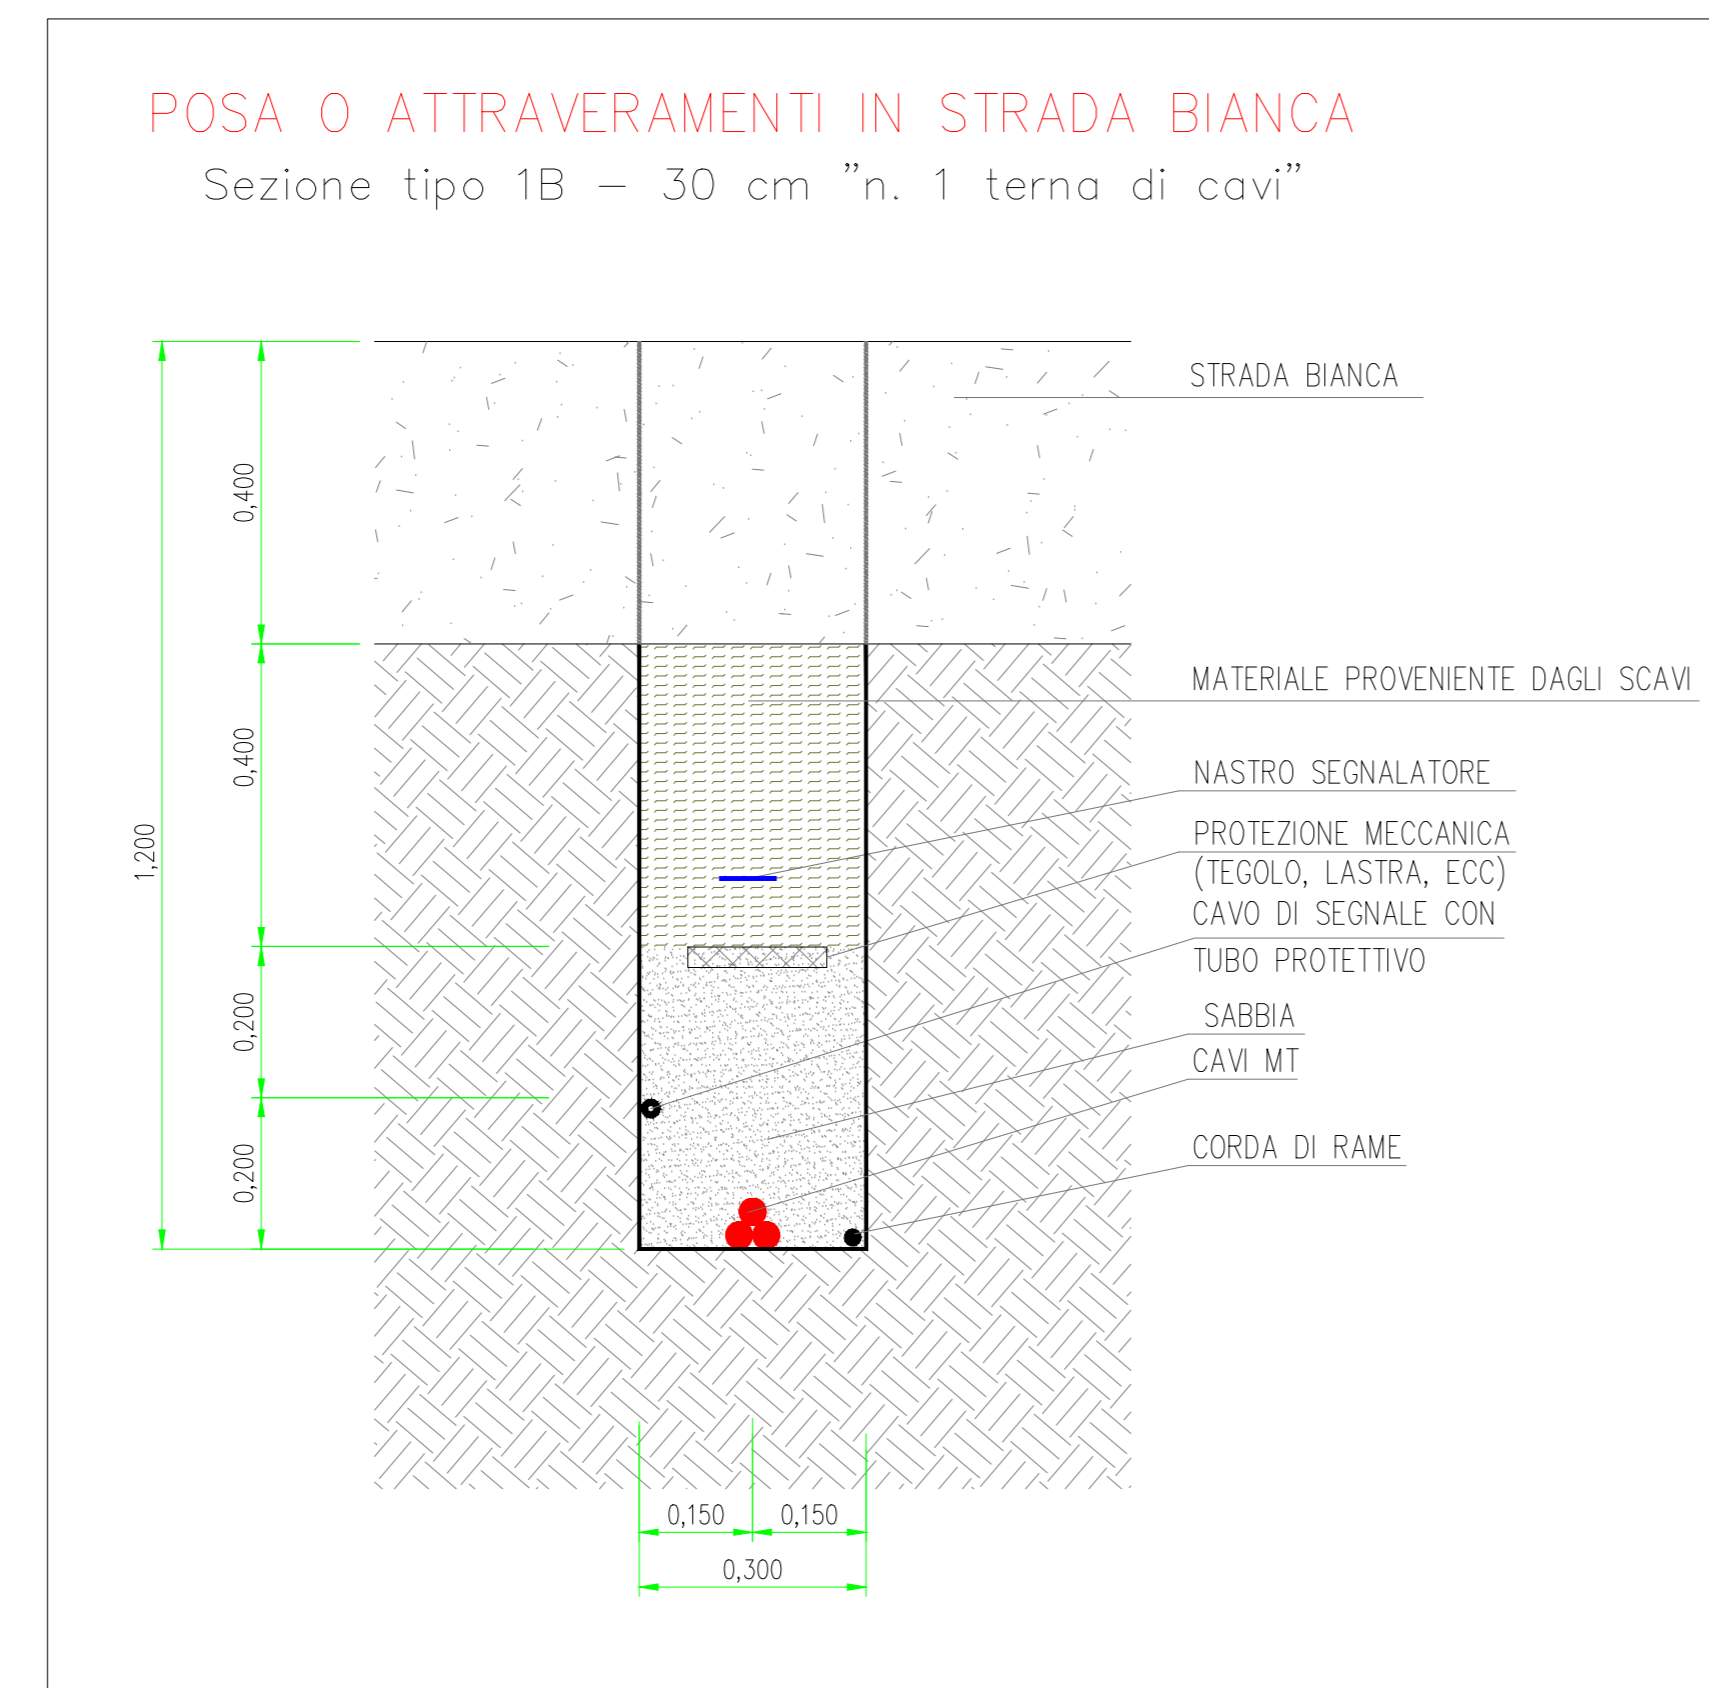 POSA O ATTRAVERAMENTI IN STRADA BIANCA
Sezione tipo 1B – 30 cm "n. 1 terna di cavi"
STRADA BIANCA
0,400
MATERIALE PROVENIENTE DAGLI SCAVI
0,400
NASTRO SEGNALATORE
1,200
PROTEZIONE MECCANICA
(TEGOLO, LASTRA, ECC)
CAVO DI SEGNALE CON
TUBO PROTETTIVO
0,200
SABBIA
CAVI MT
0,200
CORDA DI RAME
0,150
0,150
0,300